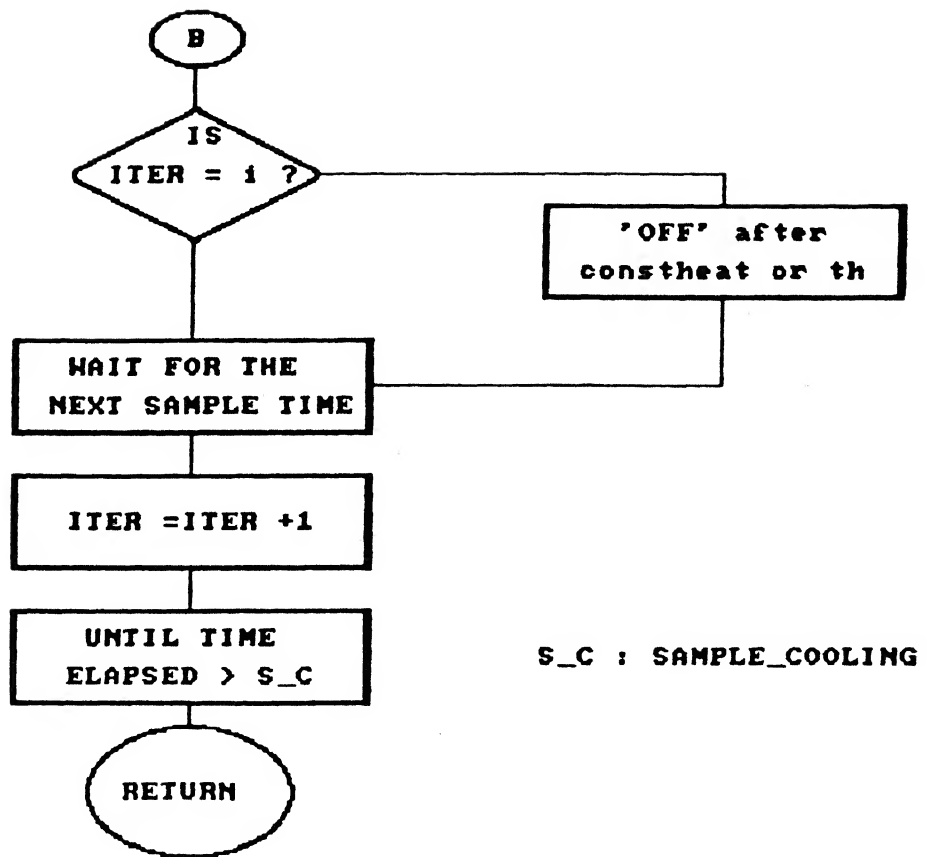 B
IS
ITER = i ?
'OFF' after
constheat or th
WAIT FOR THE
NEXT SAMPLE TIME
ITER =ITER +1
UNTIL TIME
ELAPSED > S_C
S_C : SAMPLE_COOLING
RETURN